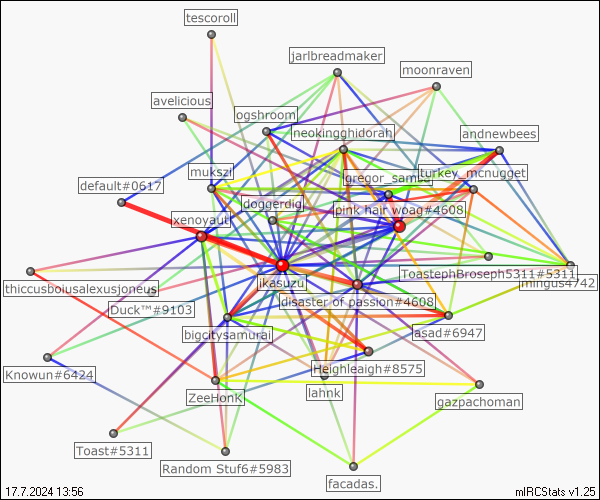 tescoroll
jarlbreadmaker
moonraven
avelicious
ogshroom
neokingghidorah
andnewbees
mukszi
gregor_samsa
turkey_mcnugget
default#0617
doggerdig
pink hair woag#4608
xenoyaut
ToastephBroseph5311#5311
jikasuzu
mingus4742
thiccusboiusalexusjoneus
disaster of passion#4608
Duck™#9103
bigcitysamurai
asad#6947
Knowun#6424
Heighleaigh#8575
lahnk
ZeeHonK
gazpachoman
Toast#5311
Random Stuf6#5983
facadas.
17.7.2024 13:56
mIRCStats v1.25